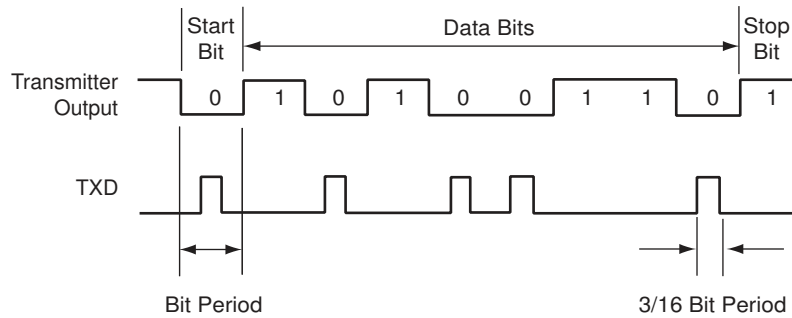 Start
Bit
Data Bits
Stop
Bit
Transmitter
Output
0 1 0 1 0 0 1 1 0 1
TXD
Bit Period
3/16 Bit Period